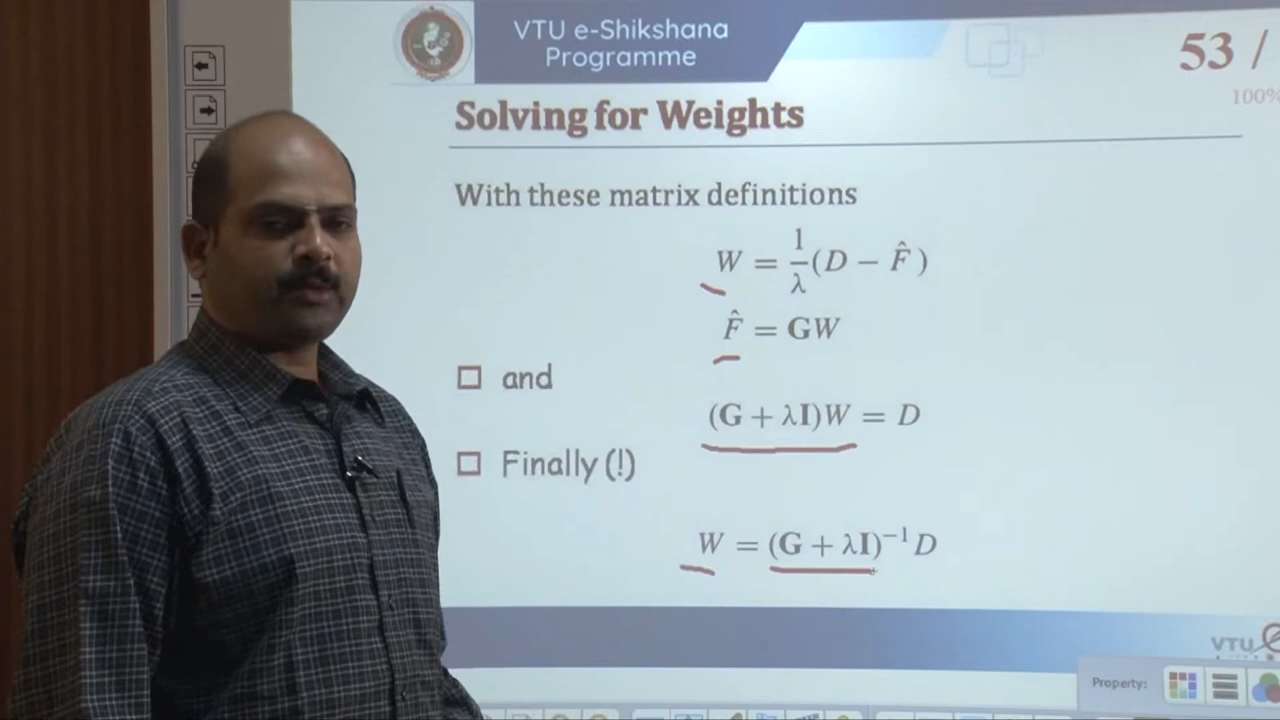 VTU e-Shikshana
Programme
53 /
100%
Solving for Weights
With these matrix definitions
W = 1/λ (D − F̂ )
F̂ = GW
and
(G + λI)W = D
Finally (!)
W = (G + λI)⁻¹ D
VTU
Property: